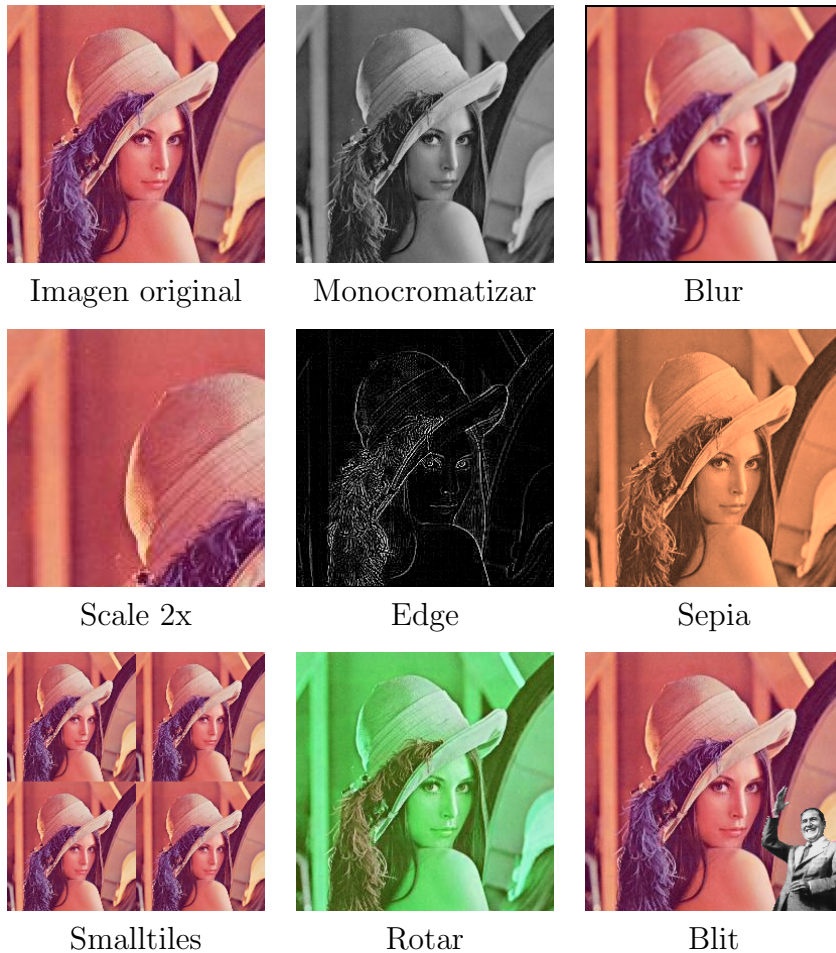 Imagen original
Monocromatizar
Blur
Scale 2x
Edge
Sepia
Smalltiles
Rotar
Blit